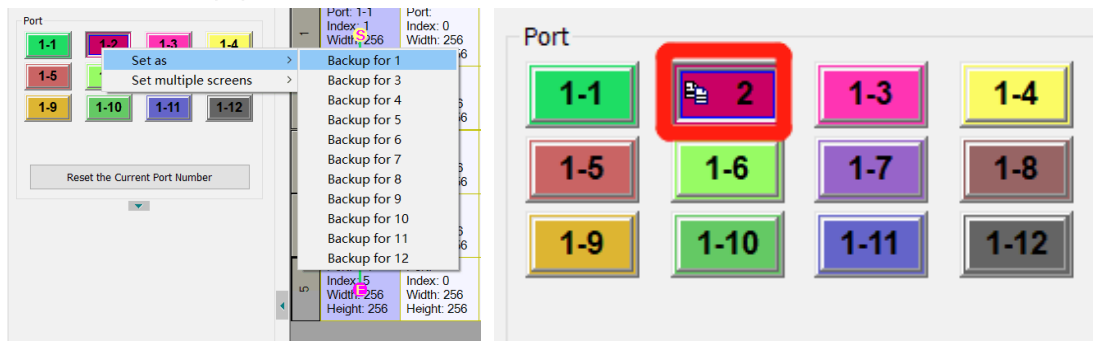 Port
1-1 1-2 1-3 1-4
1-5
1-9 1-10 1-11 1-12
Set as >
Set multiple screens >
Backup for 1
Backup for 3
Backup for 4
Backup for 5
Backup for 6
Backup for 7
Backup for 8
Backup for 9
Backup for 10
Backup for 11
Backup for 12
Reset the Current Port Number
1
Port: 1-1
Index: 1
Width: 256
S
Port:
Index: 0
Width: 256
5
Index: 5
Width: 256
Height: 256
E
Index: 0
Width: 256
Height: 256
Port
1-1 2 1-3 1-4
1-5 1-6 1-7 1-8
1-9 1-10 1-11 1-12